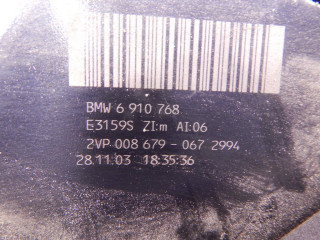 BMW 6 910 768
E3159S ZI:m AI:06
2VP 008 679 - 067 2994
28.11.03 18:35:36